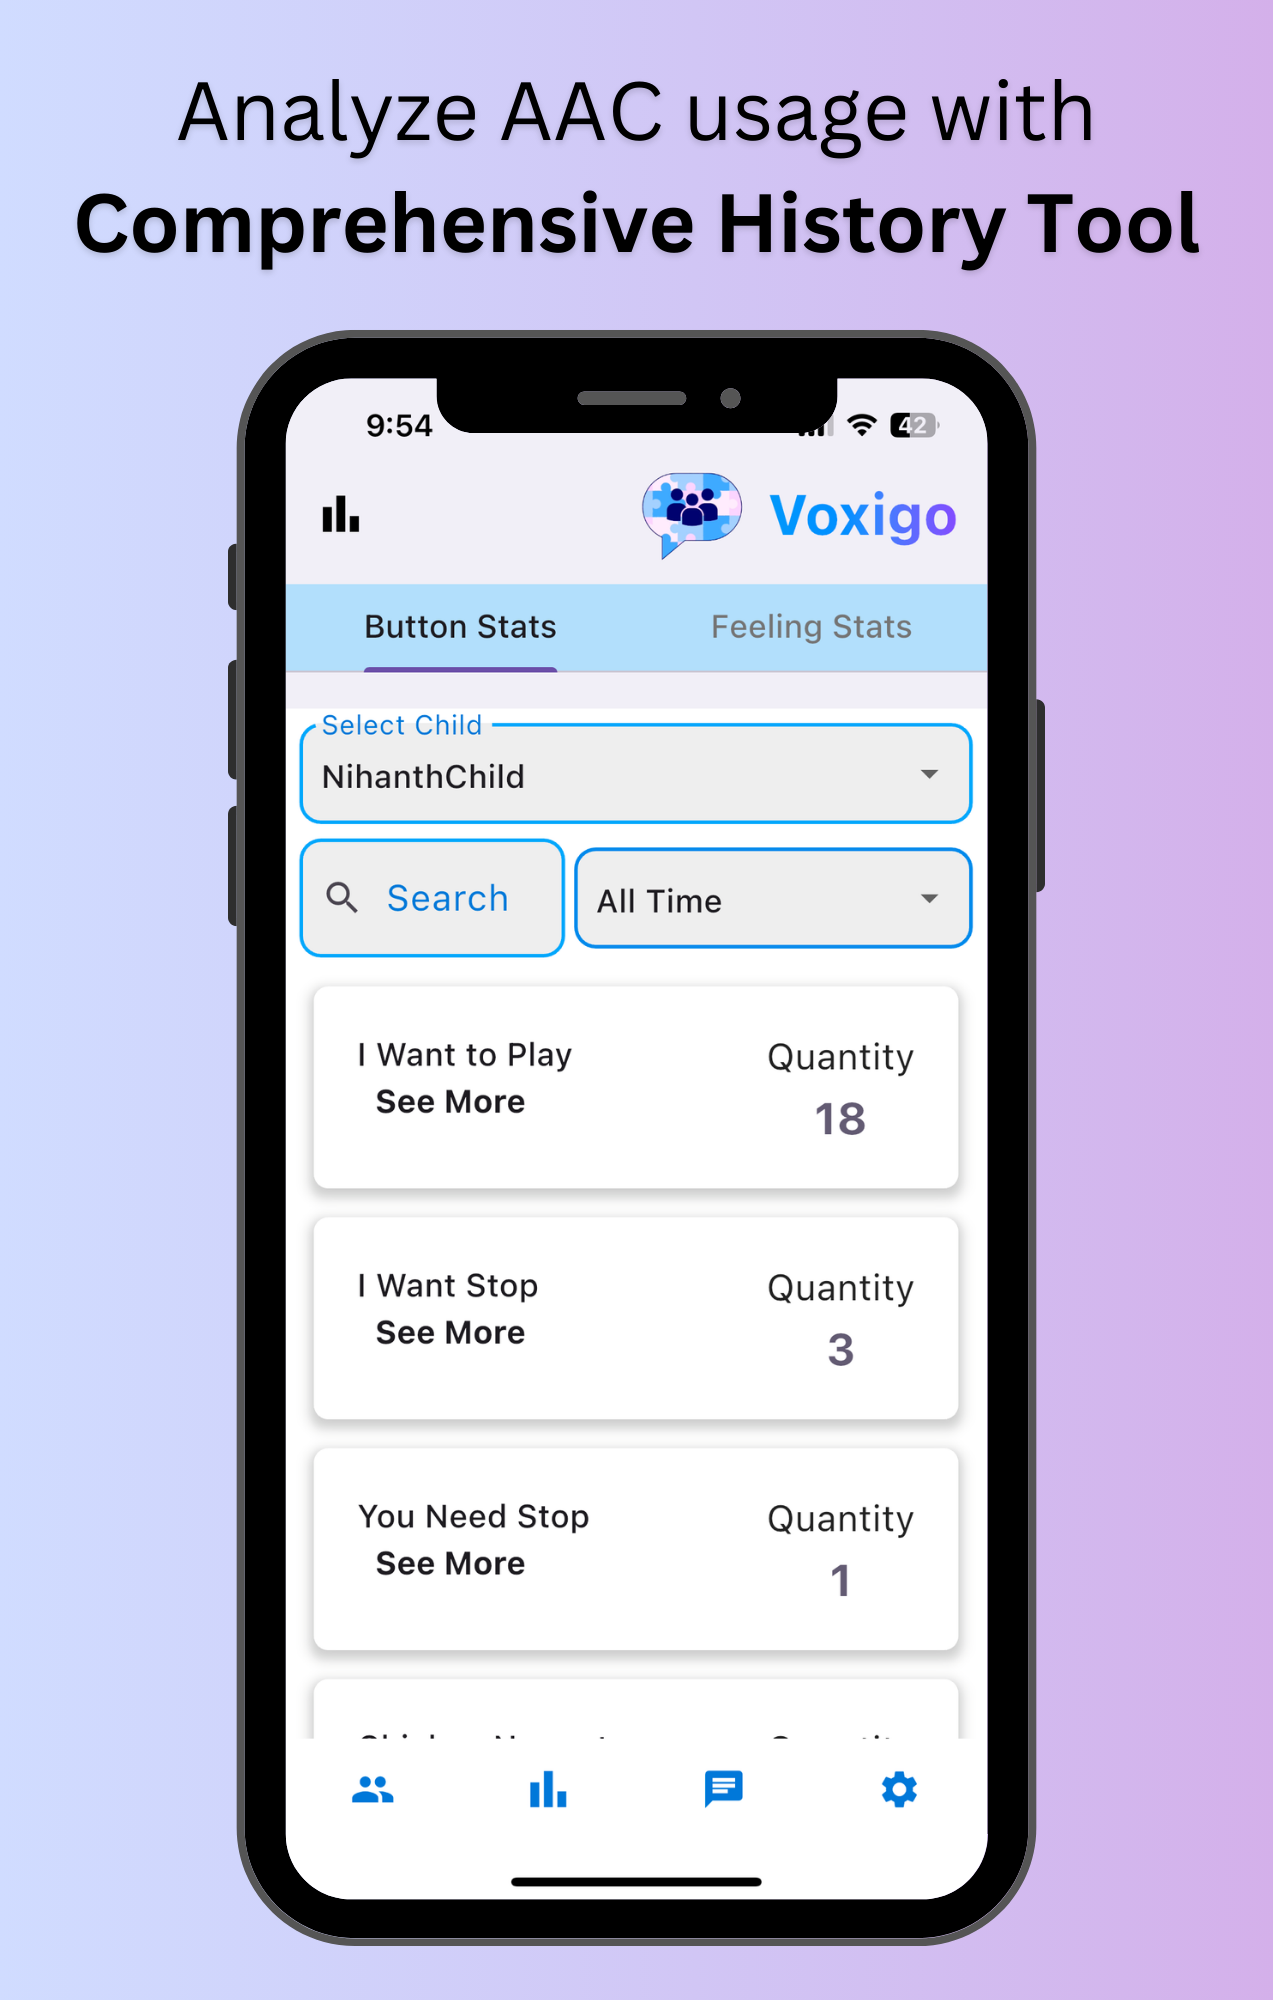 Analyze AAC usage with
Comprehensive History Tool
9:54
42
Voxigo
Button Stats
Feeling Stats
Select Child
NihanthChild
Search
All Time
I Want to Play
Quantity
See More
18
I Want Stop
Quantity
See More
3
You Need Stop
Quantity
See More
1